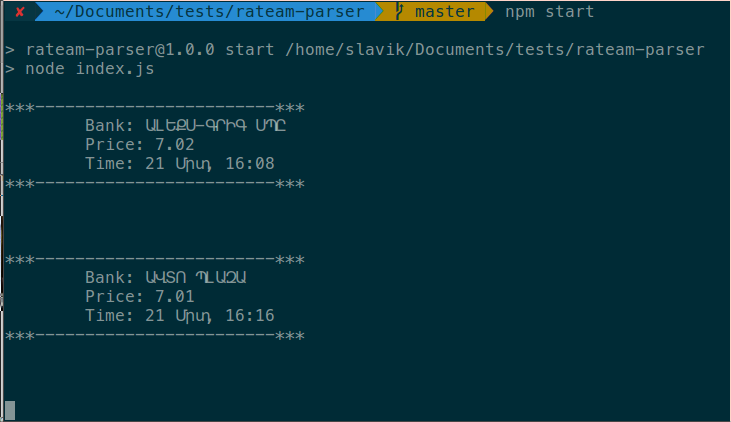 ✘ ~/Documents/tests/rateam-parser master npm start
> rateam-parser@1.0.0 start /home/slavik/Documents/tests/rateam-parser
> node index.js
***------------------------***
Bank: ԱԼԵՔՍ-ԳՐԻԳ ՍՊԸ
Price: 7.02
Time: 21 Մրտ, 16:08
***------------------------***
***------------------------***
Bank: ԱՎՏՈ ՊԼԱԶԱ
Price: 7.01
Time: 21 Մրտ, 16:16
***------------------------***